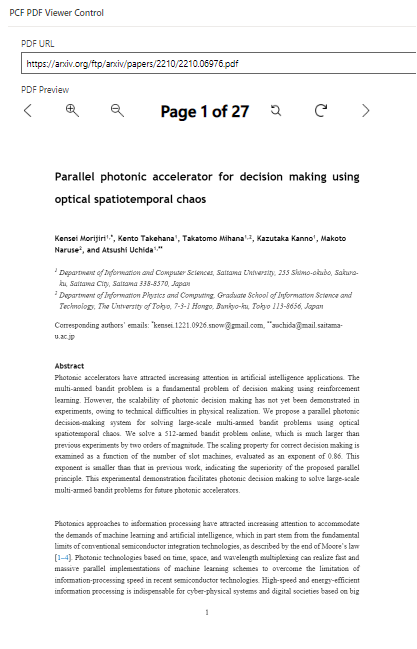 PCF PDF Viewer Control
PDF URL
https://arxiv.org/ftp/arxiv/papers/2210/2210.06976.pdf
PDF Preview
Page 1 of 27
Parallel photonic accelerator for decision making using
optical spatiotemporal chaos
Kensei Morijiri¹,*, Kento Takehana¹, Takatomo Mihana¹,², Kazutaka Kanno¹, Makoto
Naruse², and Atsushi Uchida¹,**
¹ Department of Information and Computer Sciences, Saitama University, 255 Shimo-okubo, Sakura-
ku, Saitama City, Saitama 338-8570, Japan
² Department of Information Physics and Computing, Graduate School of Information Science and
Technology, The University of Tokyo, 7-3-1 Hongo, Bunkyo-ku, Tokyo 113-8656, Japan
Corresponding authors' emails: *kensei.1221.0926.snow@gmail.com, **auchida@mail.saitama-
u.ac.jp
Abstract
Photonic accelerators have attracted increasing attention in artificial intelligence applications. The
multi-armed bandit problem is a fundamental problem of decision making using reinforcement
learning. However, the scalability of photonic decision making has not yet been demonstrated in
experiments, owing to technical difficulties in physical realization. We propose a parallel photonic
decision-making system for solving large-scale multi-armed bandit problems using optical
spatiotemporal chaos. We solve a 512-armed bandit problem online, which is much larger than
previous experiments by two orders of magnitude. The scaling property for correct decision making is
examined as a function of the number of slot machines, evaluated as an exponent of 0.86. This
exponent is smaller than that in previous work, indicating the superiority of the proposed parallel
principle. This experimental demonstration facilitates photonic decision making to solve large-scale
multi-armed bandit problems for future photonic accelerators.
Photonics approaches to information processing have attracted increasing attention to accommodate
the demands of machine learning and artificial intelligence, which in part stem from the fundamental
limits of conventional semiconductor integration technologies, as described by the end of Moore's law
[1–4]. Photonic technologies based on time, space, and wavelength multiplexing can realize fast and
massive parallel implementations of machine learning schemes to overcome the limitation of
information-processing speed in recent semiconductor technologies. High-speed and energy-efficient
information processing is indispensable for cyber-physical systems and digital societies based on big
1